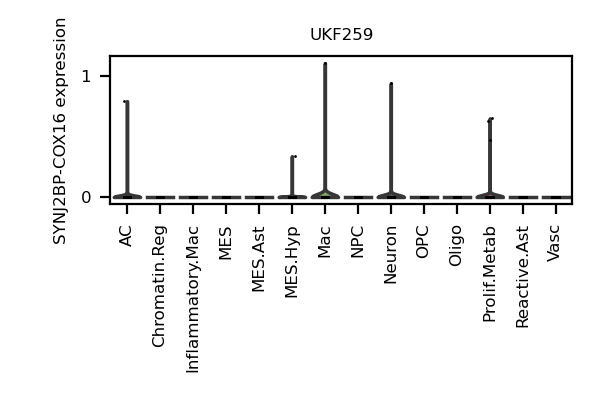 UKF259
SYNJ2BP-COX16 expression
1
0
AC
Chromatin.Reg
Inflammatory.Mac
MES
MES.Ast
MES.Hyp
Mac
NPC
Neuron
OPC
Oligo
Prolif.Metab
Reactive.Ast
Vasc